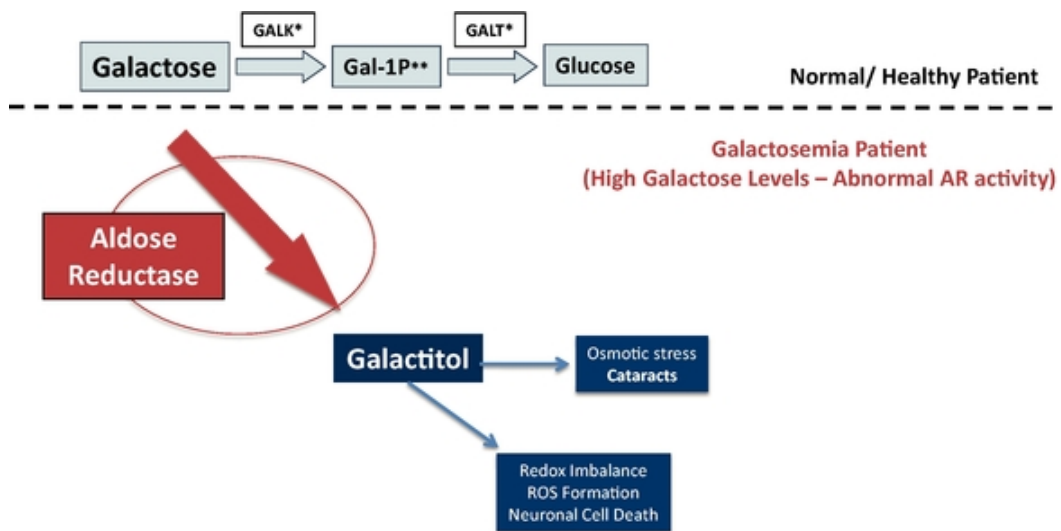 GALK*
GALT*
Galactose
Gal-1P**
Glucose
Normal/ Healthy Patient
Galactosemia Patient
(High Galactose Levels – Abnormal AR activity)
Aldose
Reductase
Galactitol
Osmotic stress
Cataracts
Redox Imbalance
ROS Formation
Neuronal Cell Death